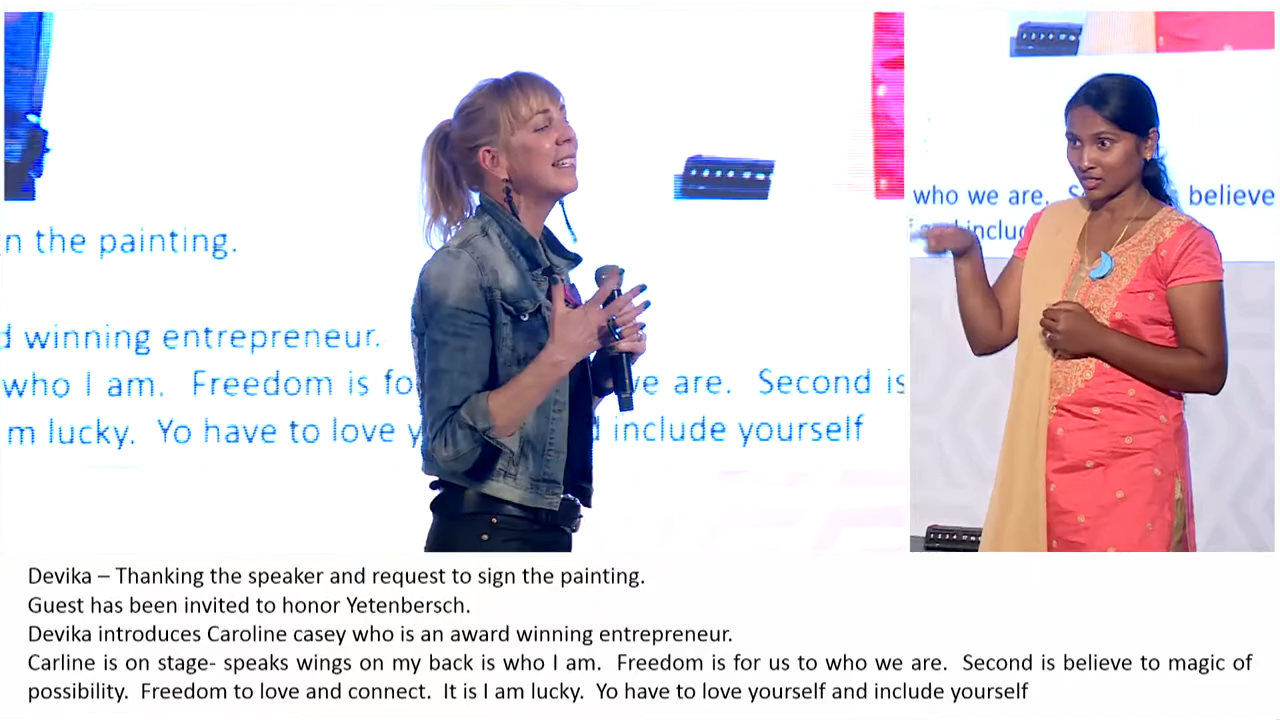 n the painting.
d winning entrepreneur.
who I am. Freedom is fo we are. Second is
m lucky. Yo have to love y d include yourself
who we are. S believe
f and includ
Devika – Thanking the speaker and request to sign the painting.
Guest has been invited to honor Yetenbersch.
Devika introduces Caroline casey who is an award winning entrepreneur.
Carline is on stage- speaks wings on my back is who I am. Freedom is for us to who we are. Second is believe to magic of
possibility. Freedom to love and connect. It is I am lucky. Yo have to love yourself and include yourself